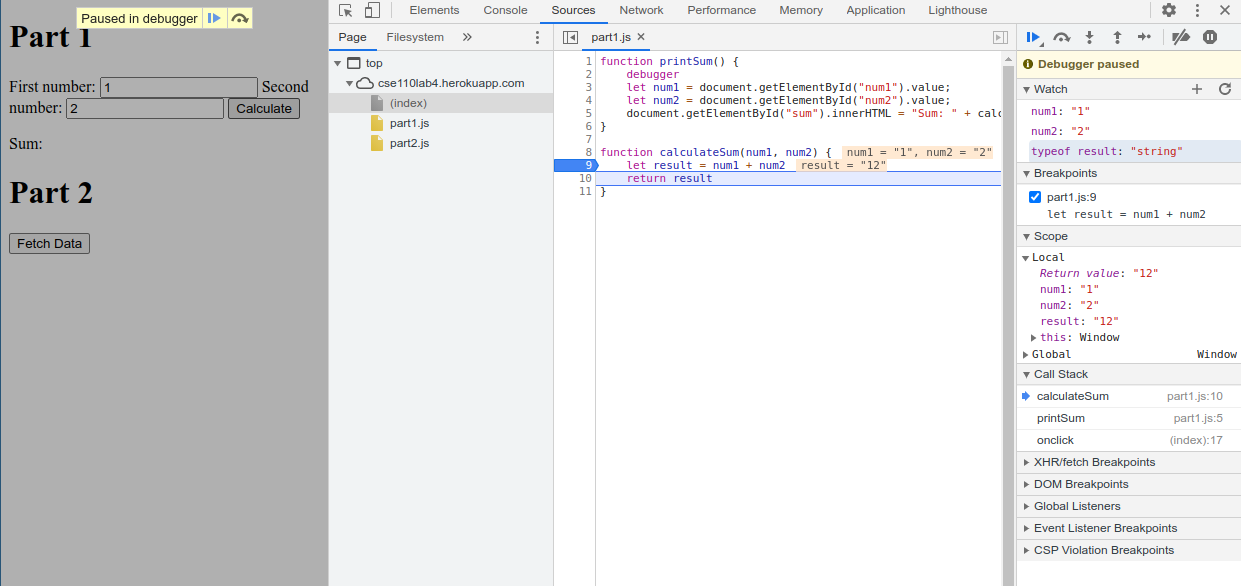 Paused in debugger
Part 1
First number: 1 Second
number: 2 Calculate
Sum:
Part 2
Fetch Data
Elements Console Sources Network Performance Memory Application Lighthouse
Page Filesystem »
top
cse110lab4.herokuapp.com
(index)
part1.js
part2.js
part1.js ×
1 function printSum() {
2 debugger
3 let num1 = document.getElementById("num1").value;
4 let num2 = document.getElementById("num2").value;
5 document.getElementById("sum").innerHTML = "Sum: " + calc
6 }
7
8 function calculateSum(num1, num2) { num1 = "1", num2 = "2"
9 let result = num1 + num2 result = "12"
10 return result
11 }
Debugger paused
Watch
num1: "1"
num2: "2"
typeof result: "string"
Breakpoints
part1.js:9
let result = num1 + num2
Scope
Local
Return value: "12"
num1: "1"
num2: "2"
result: "12"
this: Window
Global Window
Call Stack
calculateSum part1.js:10
printSum part1.js:5
onclick (index):17
XHR/fetch Breakpoints
DOM Breakpoints
Global Listeners
Event Listener Breakpoints
CSP Violation Breakpoints